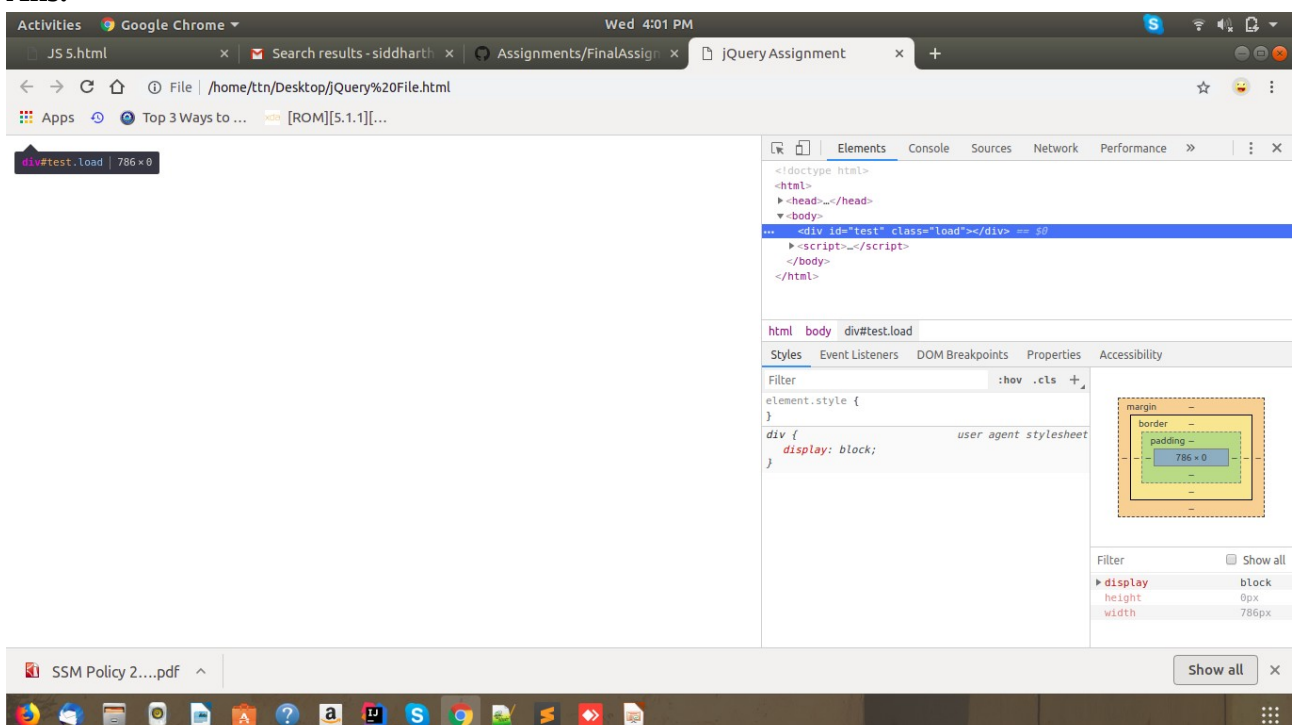 Ans.
Activities Google Chrome ▾ Wed 4:01 PM
JS 5.html × Search results - siddharth × Assignments/FinalAssign × jQuery Assignment × +
File | /home/ttn/Desktop/jQuery%20File.html
Apps Top 3 Ways to ... [ROM][5.1.1][...
div#test.load | 786 × 0
Elements Console Sources Network Performance »
<!doctype html>
<html>
▶<head>…</head>
▼<body>
… <div id="test" class="load"></div> == $0
▶<script>…</script>
</body>
</html>
html body div#test.load
Styles Event Listeners DOM Breakpoints Properties Accessibility
Filter :hov .cls +
element.style {
}
div { user agent stylesheet
display: block;
}
margin –
border –
padding –
– – – 786 × 0 – – –
–
–
–
Filter Show all
▶ display block
height 0px
width 786px
SSM Policy 2....pdf Show all ×